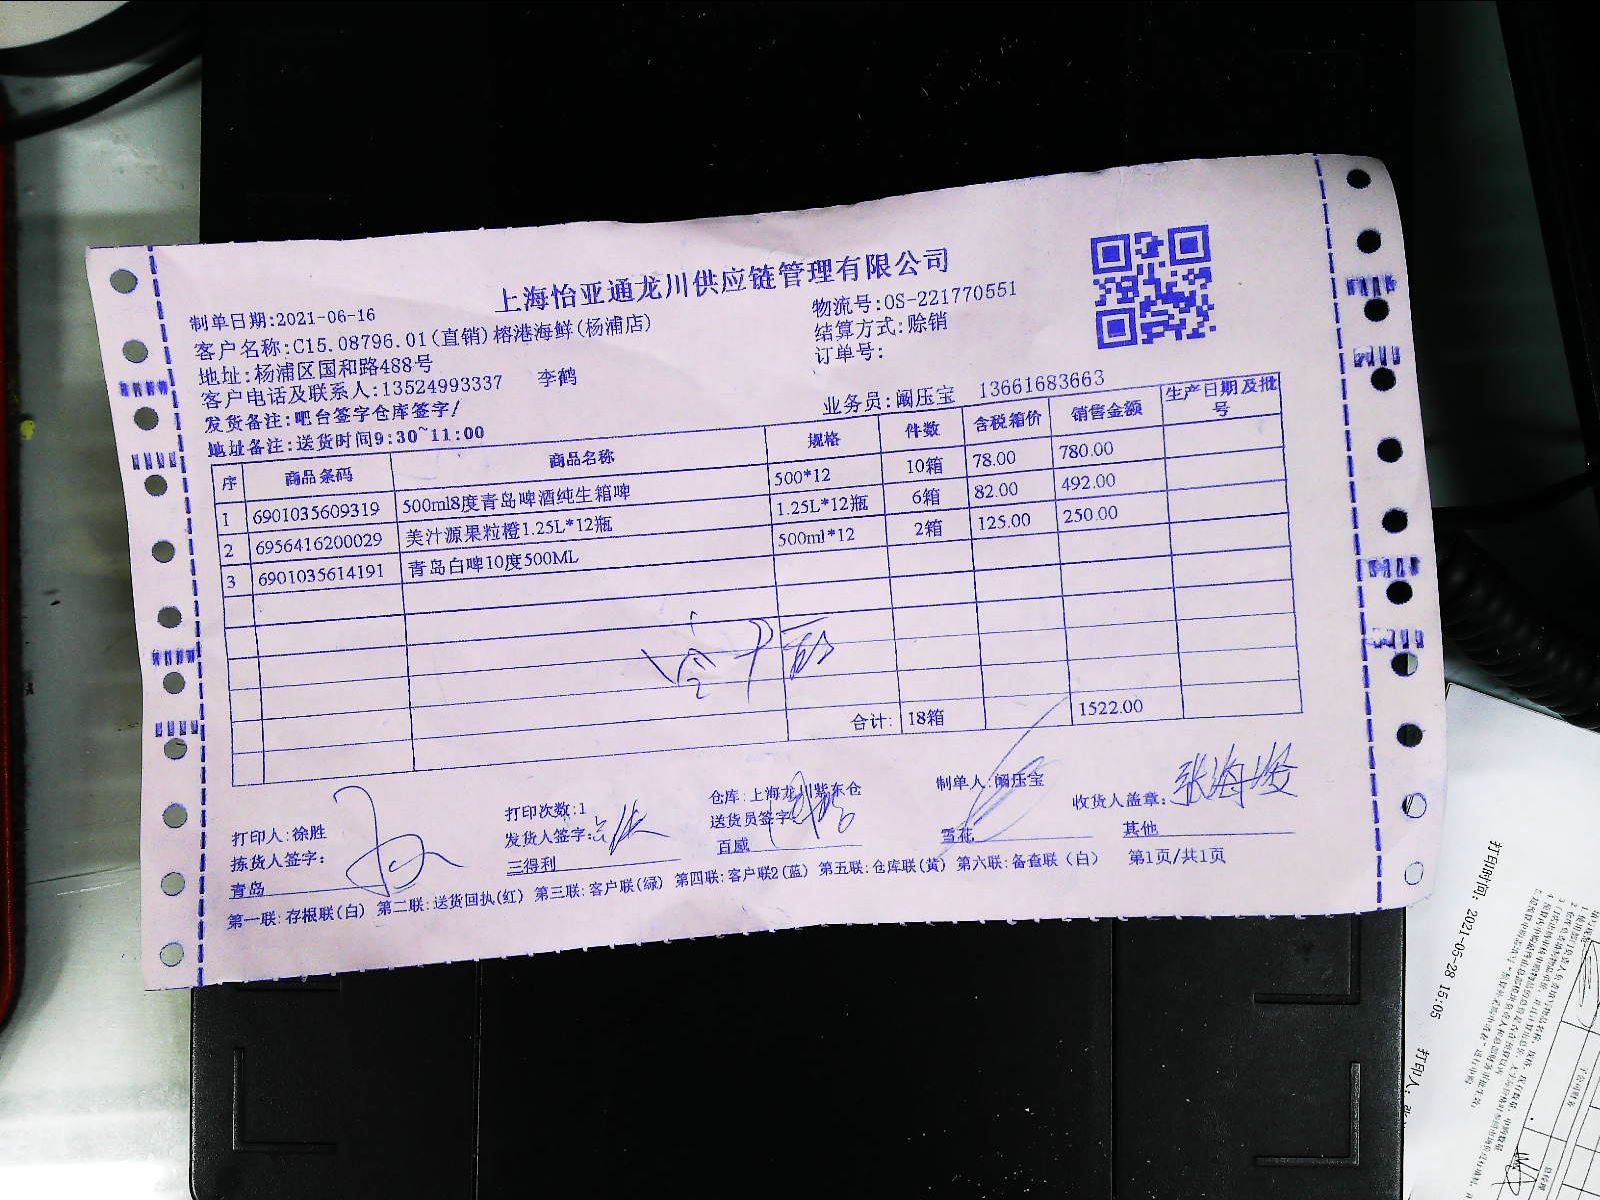 上海怡亚通龙川供应链管理有限公司
制单日期:2021-06-16
物流号:OS-221770551
客户名称:C15.08796.01(直销)榕港海鲜(杨浦店)
结算方式:赊销
地址:杨浦区国和路488号
订单号:
客户电话及联系人:13524993337 李鹤
发货备注:吧台签字仓库签字/
业务员:阚压宝 13661683663
地址备注:送货时间9:30~11:00
序 商品条码 商品名称 规格 件数 含税箱价 销售金额 生产日期及批号
1 6901035609319 500ml8度青岛啤酒纯生箱啤 500*12 10箱 78.00 780.00
2 6956416200029 美汁源果粒橙1.25L*12瓶 1.25L*12瓶 6箱 82.00 492.00
3 6901035614191 青岛白啤10度500ML 500ml*12 2箱 125.00 250.00
合计: 18箱 1522.00
打印人:徐胜 打印次数:1 仓库:上海龙川紫东仓 制单人:阚压宝 收货人盖章:
拣货人签字: 发货人签字: 送货员签字:
青岛 三得利 百威 雪花 其他
第一联:存根联(白) 第二联:送货回执(红) 第三联:客户联(绿) 第四联:客户联2(蓝) 第五联:仓库联(黄) 第六联:备查联(白) 第1页/共1页
打印时间: 2021-05-28 15:05
打印人: